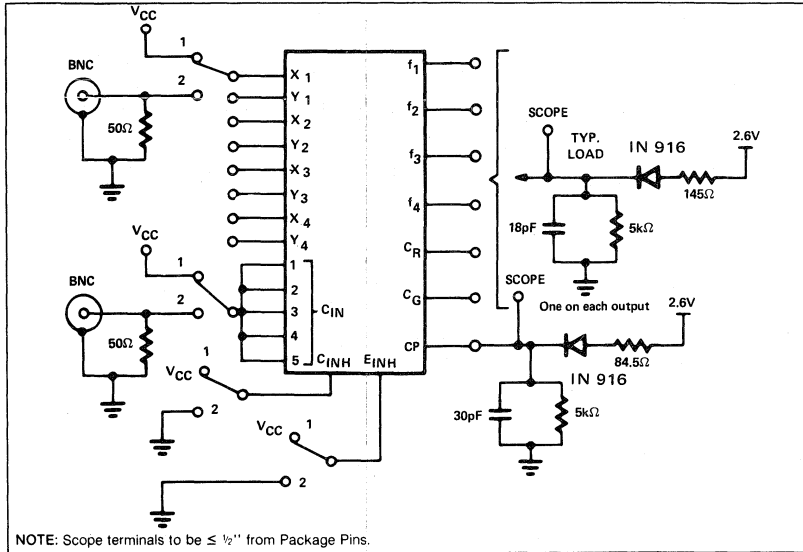 VCC
1
BNC
2
50Ω
X1
Y1
X2
Y2
X3
Y3
X4
Y4
VCC
1
BNC
2
50Ω
1
2
3
4
5
CIN
CINH
EINH
VCC
1
2
VCC
1
2
f1
f2
f3
f4
CR
CG
CP
SCOPE
TYP.
LOAD
IN 916
2.6V
145Ω
18pF
5kΩ
SCOPE
One on each output
2.6V
84.5Ω
IN 916
30pF
5kΩ
NOTE: Scope terminals to be ≤ ½'' from Package Pins.